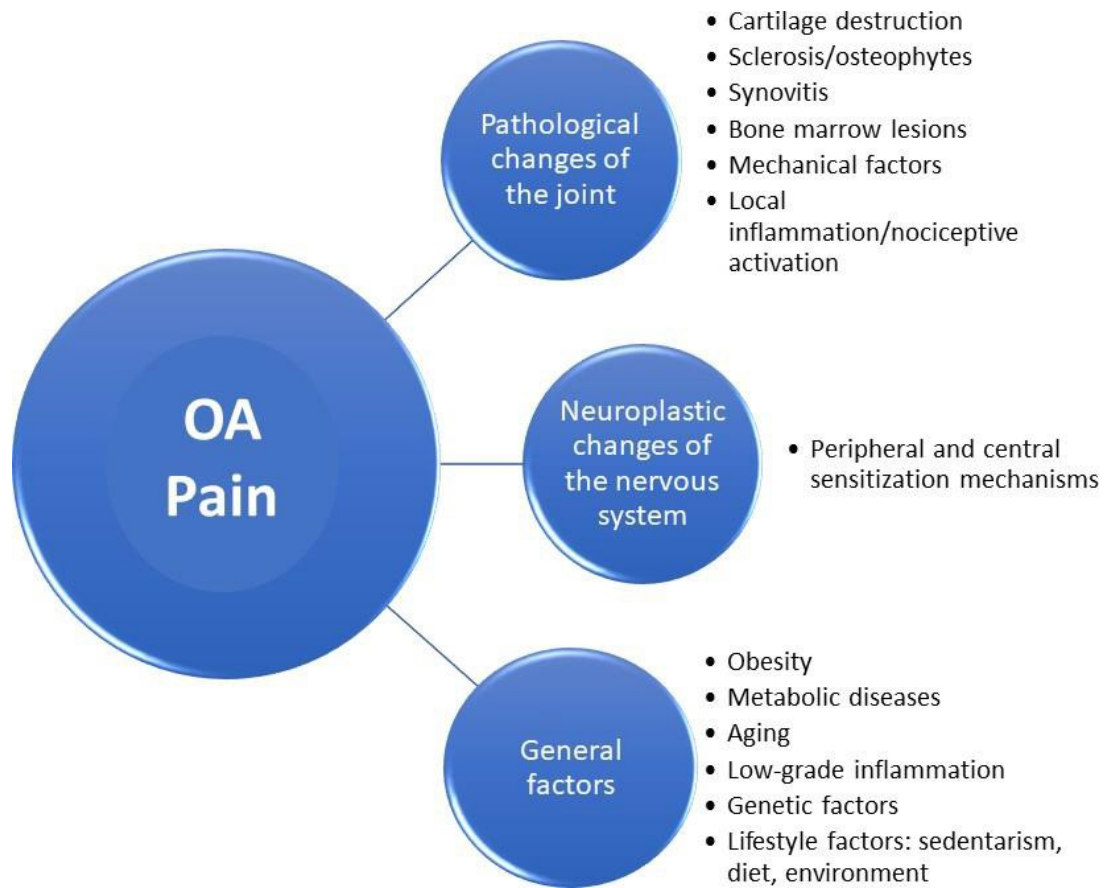 OA
Pain
Pathological
changes of
the joint
• Cartilage destruction
• Sclerosis/osteophytes
• Synovitis
• Bone marrow lesions
• Mechanical factors
• Local
inflammation/nociceptive
activation
Neuroplastic
changes of
the nervous
system
• Peripheral and central
sensitization mechanisms
General
factors
• Obesity
• Metabolic diseases
• Aging
• Low-grade inflammation
• Genetic factors
• Lifestyle factors: sedentarism,
diet, environment